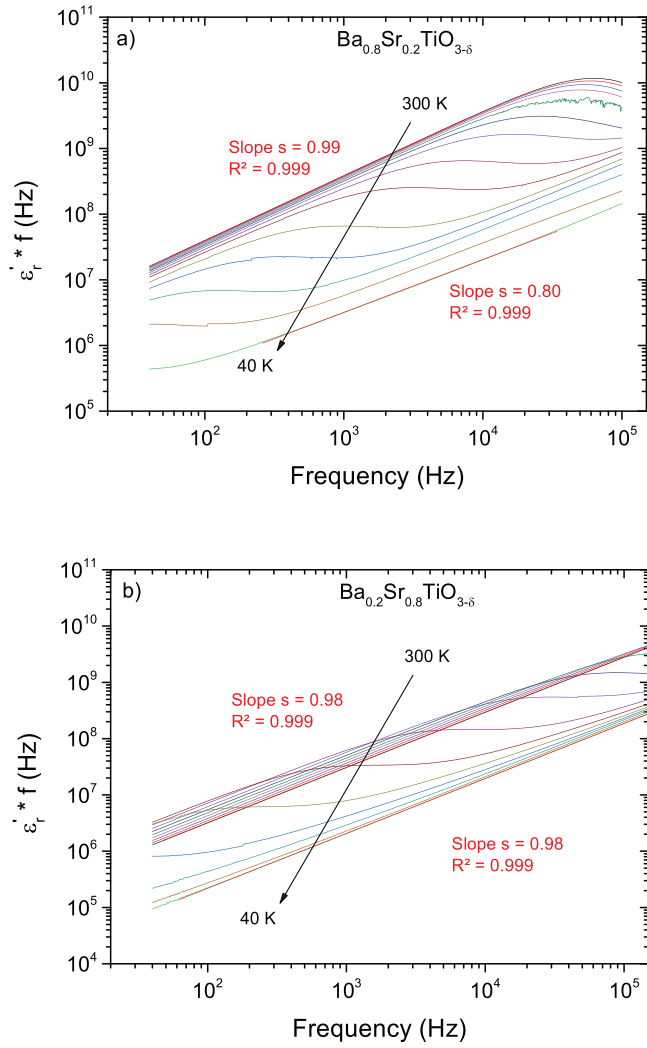 a)
Ba₀.₈Sr₀.₂TiO₃₋δ
10¹¹
10¹⁰
10⁹
10⁸
10⁷
10⁶
10⁵
ε'ᵣ * f (Hz)
300 K
Slope s = 0.99
R² = 0.999
Slope s = 0.80
R² = 0.999
40 K
10² 10³ 10⁴ 10⁵
Frequency (Hz)
b)
Ba₀.₂Sr₀.₈TiO₃₋δ
10¹¹
10¹⁰
10⁹
10⁸
10⁷
10⁶
10⁵
10⁴
ε'ᵣ * f (Hz)
300 K
Slope s = 0.98
R² = 0.999
Slope s = 0.98
R² = 0.999
40 K
10² 10³ 10⁴ 10⁵
Frequency (Hz)